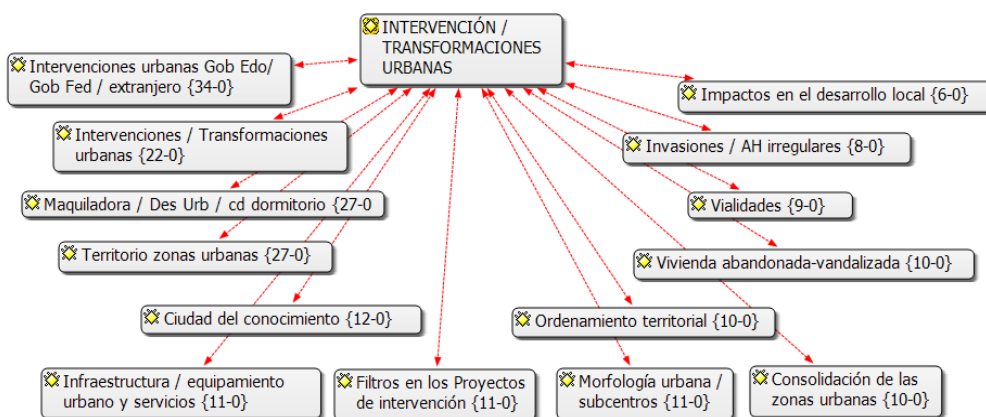 INTERVENCIÓN /
TRANSFORMACIONES
URBANAS
Intervenciones urbanas Gob Edo/
Gob Fed / extranjero {34-0}
Impactos en el desarrollo local {6-0}
Intervenciones / Transformaciones
urbanas {22-0}
Invasiones / AH irregulares {8-0}
Maquiladora / Des Urb / cd dormitorio {27-0
Vialidades {9-0}
Territorio zonas urbanas {27-0}
Vivienda abandonada-vandalizada {10-0}
Ciudad del conocimiento {12-0}
Ordenamiento territorial {10-0}
Infraestructura / equipamiento
urbano y servicios {11-0}
Filtros en los Proyectos
de intervención {11-0}
Morfología urbana /
subcentros {11-0}
Consolidación de las
zonas urbanas {10-0}